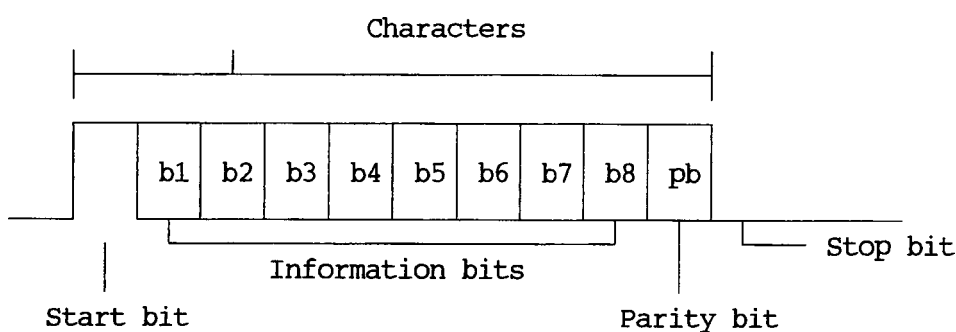 Characters
b1 b2 b3 b4 b5 b6 b7 b8 pb
Stop bit
Information bits
Start bit
Parity bit